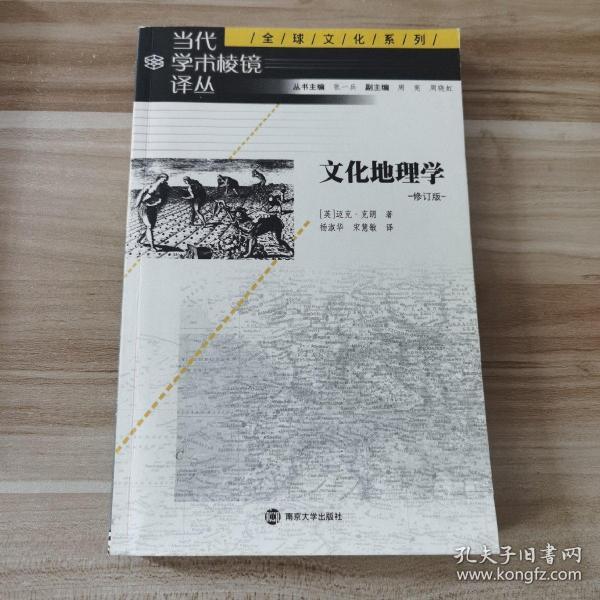 当代
学术棱镜
译丛
/全/球/文/化/系/列/
丛书主编 张一兵 副主编 周 宪 周晓虹
文化地理学
-修订版-
[英]迈克·克朗 著
杨淑华 宋慧敏 译
南京大学出版社
孔夫子旧书网
www.kongfz.com